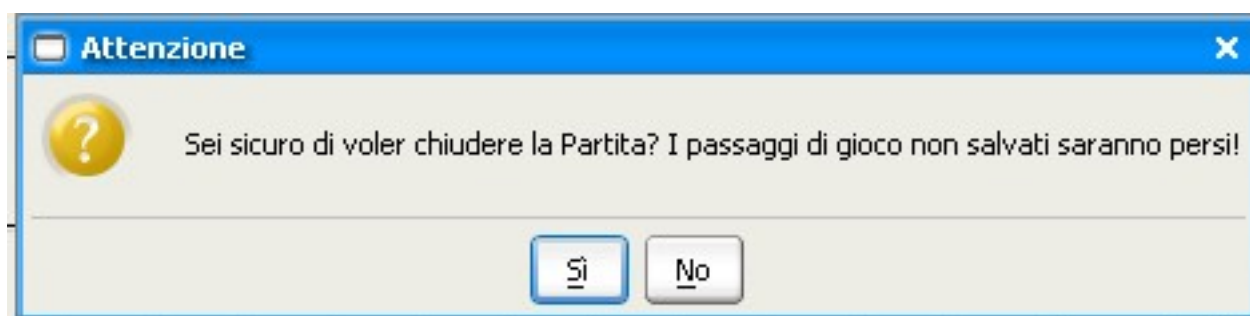 Attenzione
Sei sicuro di voler chiudere la Partita? I passaggi di gioco non salvati saranno persi!
Sì
No